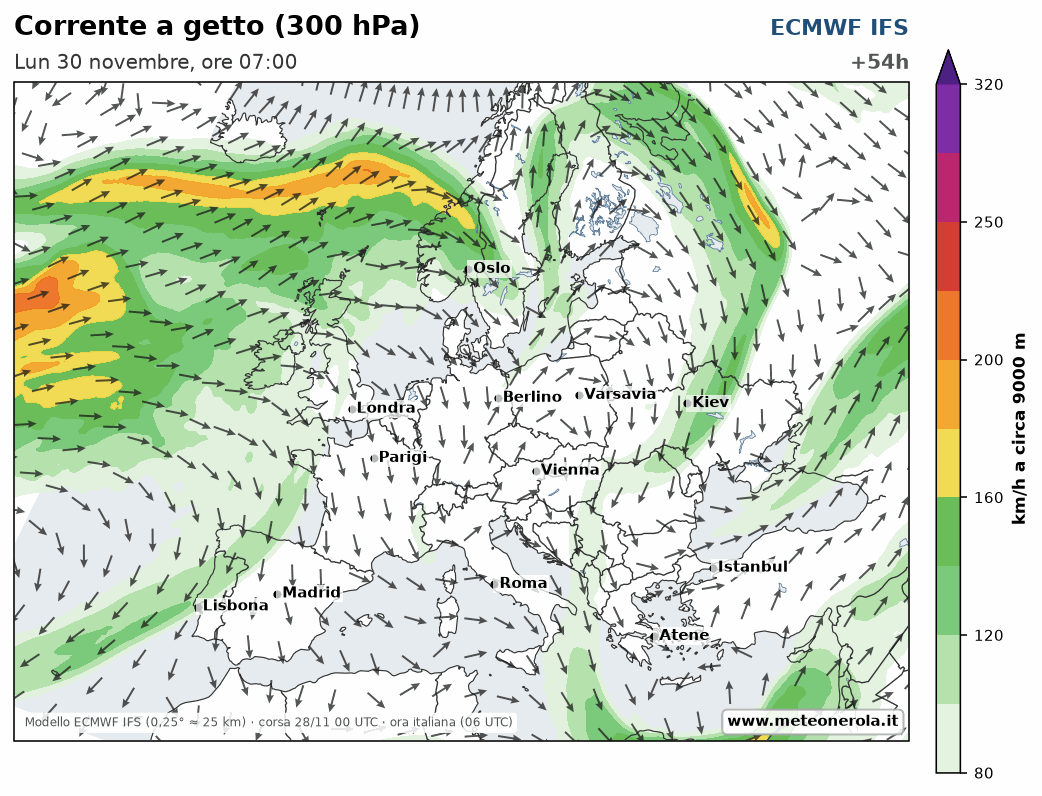 Corrente a getto (300 hPa)
ECMWF IFS
Lun 30 novembre, ore 07:00
+54h
320
250
200
160
120
80
km/h a circa 9000 m
Oslo
Londra
Berlino
Varsavia
Kiev
Parigi
Vienna
Istanbul
Roma
Madrid
Lisbona
Atene
Modello ECMWF IFS (0,25° ≈ 25 km) · corsa 28/11 00 UTC · ora italiana (06 UTC)
www.meteonerola.it